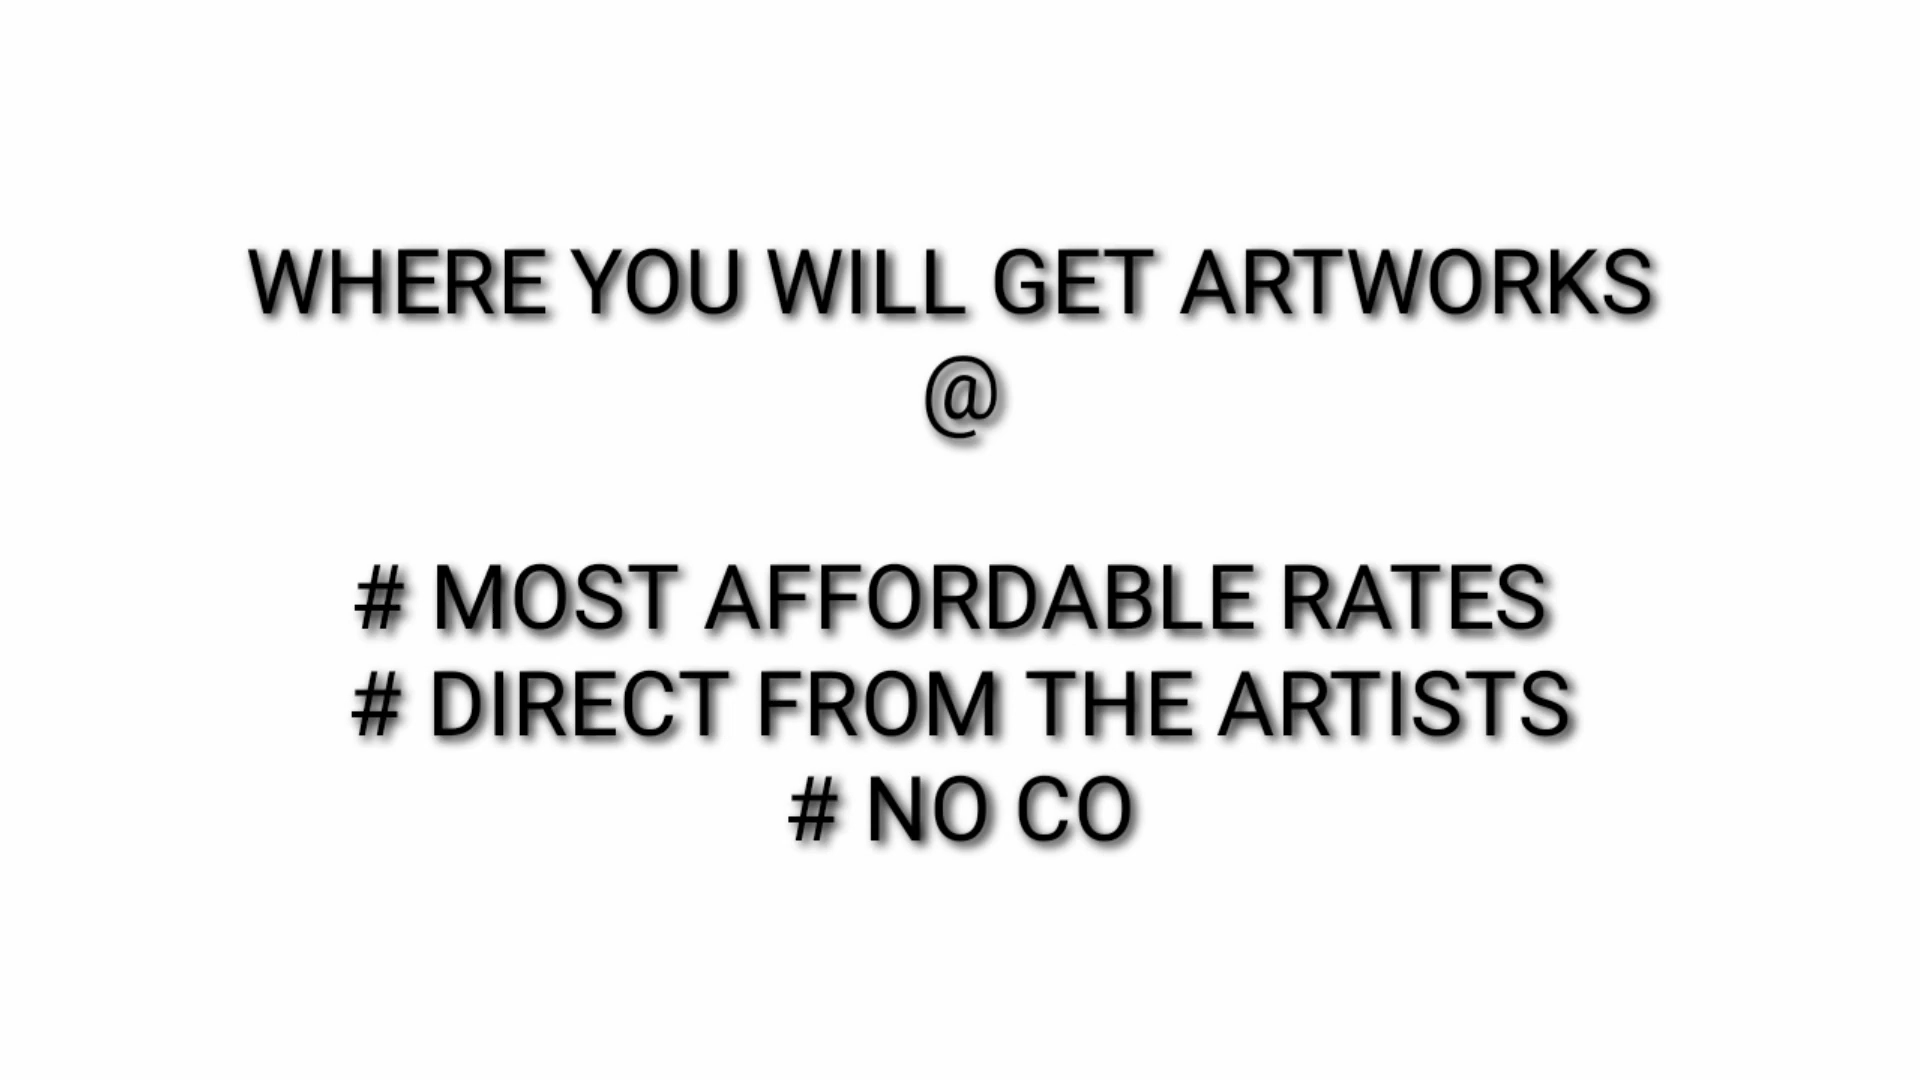 WHERE YOU WILL GET ARTWORKS
@
# MOST AFFORDABLE RATES
# DIRECT FROM THE ARTISTS
# NO CO